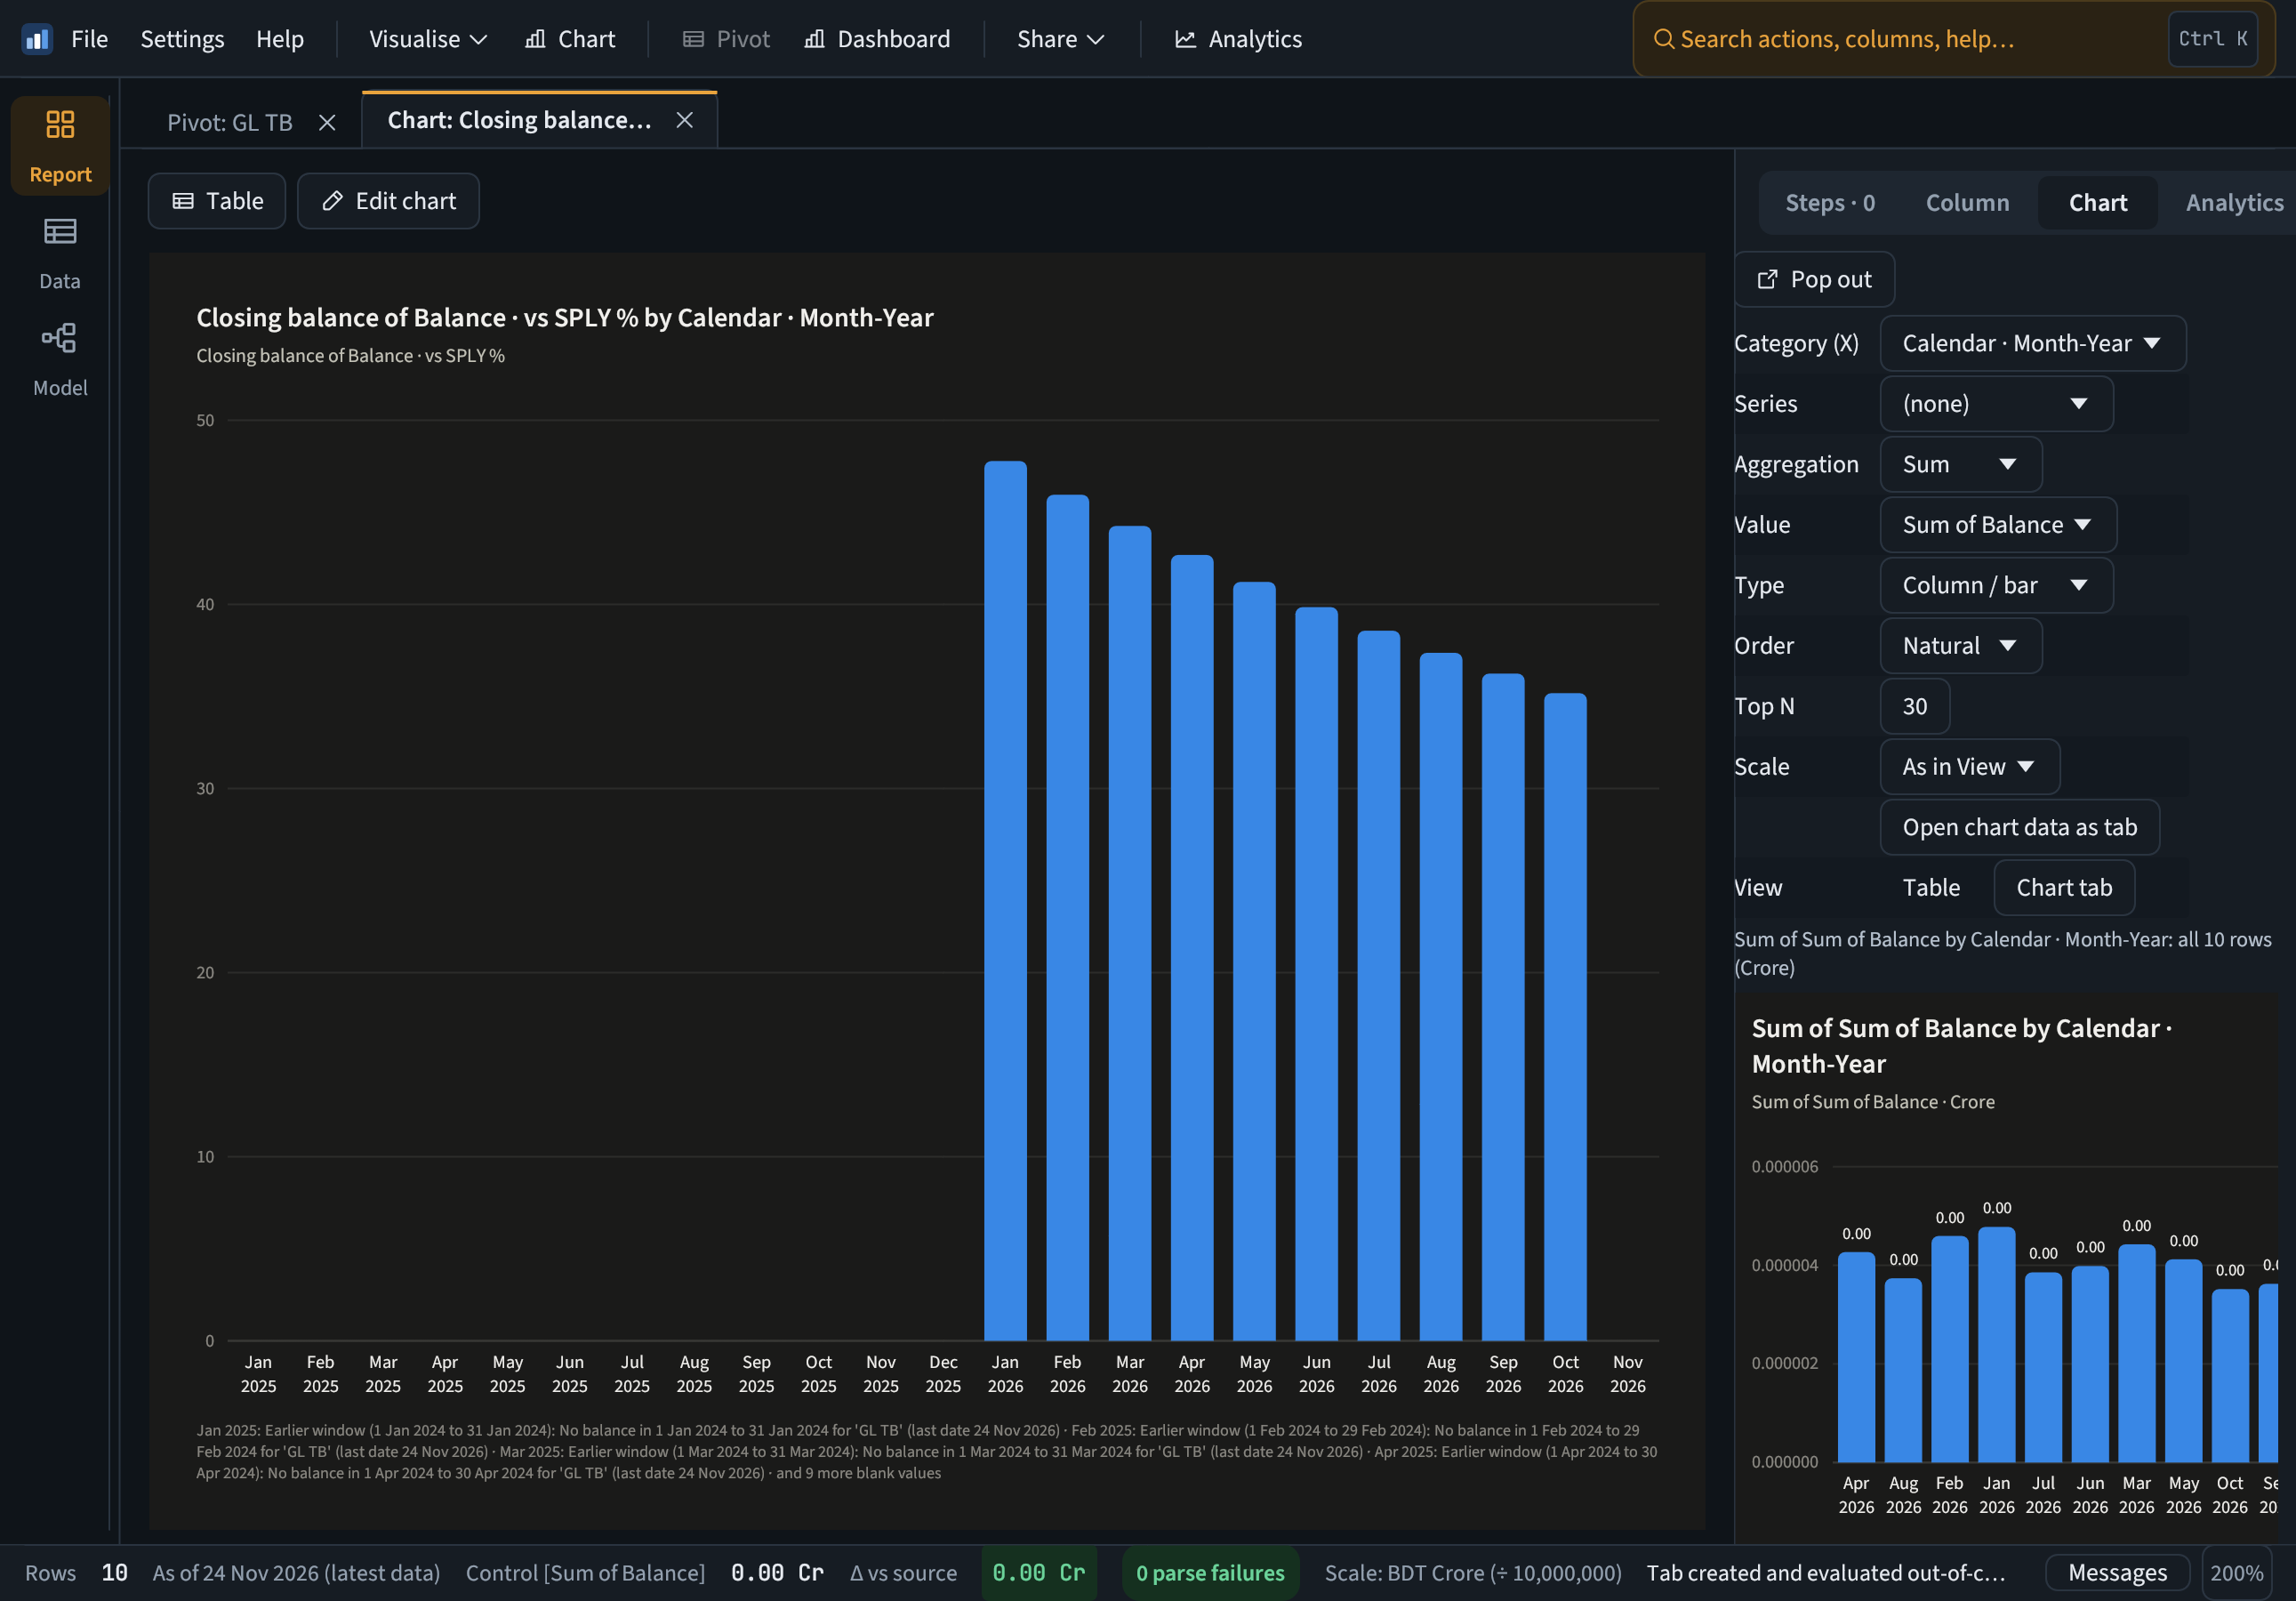 File Settings Help Visualise Chart Pivot Dashboard Share Analytics Search actions, columns, help... Ctrl K
Report
Data
Model
Pivot: GL TB
Chart: Closing balance...
Table
Edit chart
Closing balance of Balance · vs SPLY % by Calendar · Month-Year
Closing balance of Balance · vs SPLY %
50
40
30
20
10
0
Jan 2025
Feb 2025
Mar 2025
Apr 2025
May 2025
Jun 2025
Jul 2025
Aug 2025
Sep 2025
Oct 2025
Nov 2025
Dec 2025
Jan 2026
Feb 2026
Mar 2026
Apr 2026
May 2026
Jun 2026
Jul 2026
Aug 2026
Sep 2026
Oct 2026
Nov 2026
Jan 2025: Earlier window (1 Jan 2024 to 31 Jan 2024): No balance in 1 Jan 2024 to 31 Jan 2024 for 'GL TB' (last date 24 Nov 2026) · Feb 2025: Earlier window (1 Feb 2024 to 29 Feb 2024): No balance in 1 Feb 2024 to 29
Feb 2024 for 'GL TB' (last date 24 Nov 2026) · Mar 2025: Earlier window (1 Mar 2024 to 31 Mar 2024): No balance in 1 Mar 2024 to 31 Mar 2024 for 'GL TB' (last date 24 Nov 2026) · Apr 2025: Earlier window (1 Apr 2024 to 30
Apr 2024): No balance in 1 Apr 2024 to 30 Apr 2024 for 'GL TB' (last date 24 Nov 2026) · and 9 more blank values
Steps · 0 Column Chart Analytics
Pop out
Category (X) Calendar · Month-Year
Series (none)
Aggregation Sum
Value Sum of Balance
Type Column / bar
Order Natural
Top N 30
Scale As in View
Open chart data as tab
View Table Chart tab
Sum of Sum of Balance by Calendar · Month-Year: all 10 rows
(Crore)
Sum of Sum of Balance by Calendar ·
Month-Year
Sum of Sum of Balance · Crore
0.000006
0.000004
0.000002
0.000000
0.00
0.00
0.00
0.00
0.00
0.00
0.00
0.00
0.00
Apr 2026
Aug 2026
Feb 2026
Jan 2026
Jul 2026
Jun 2026
Mar 2026
May 2026
Oct 2026
Rows 10 As of 24 Nov 2026 (latest data) Control [Sum of Balance] 0.00 Cr Δ vs source 0.00 Cr 0 parse failures Scale: BDT Crore (÷ 10,000,000) Tab created and evaluated out-of-c... Messages 200%